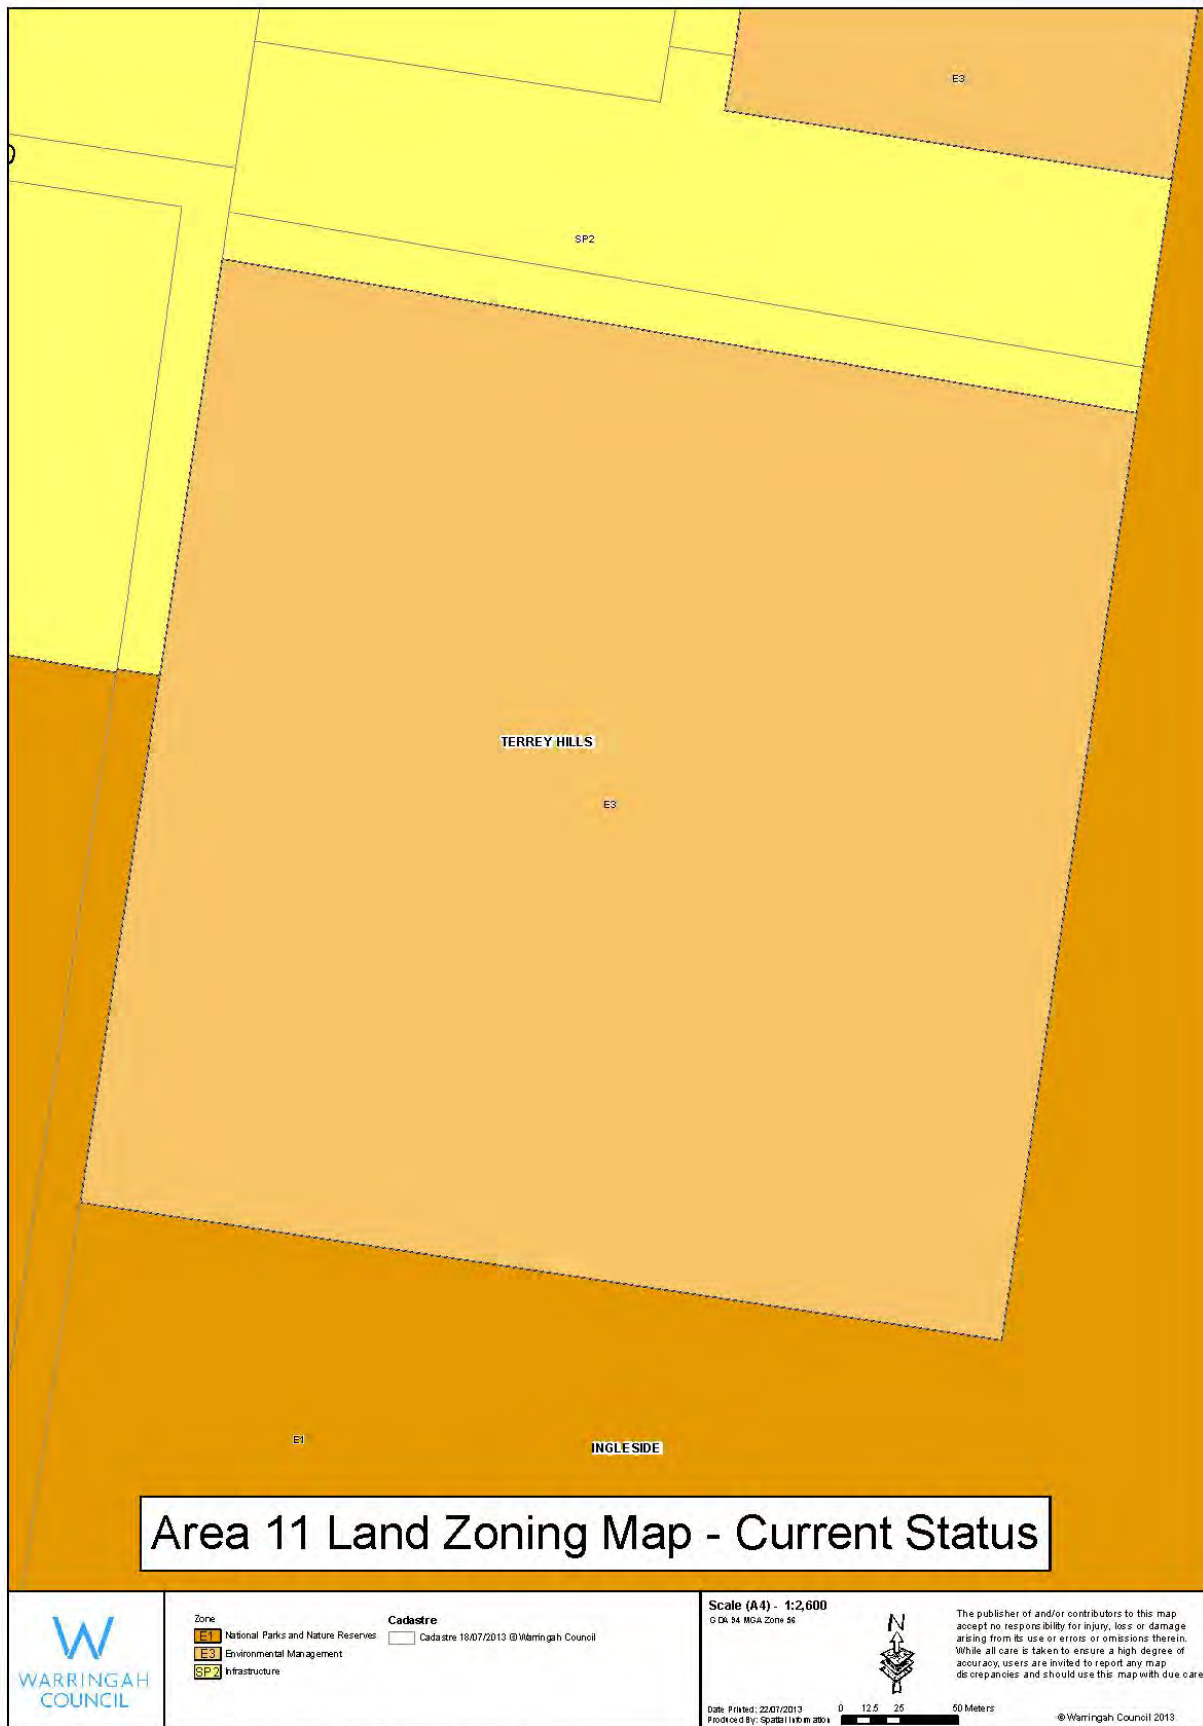 E3
SP2
TERREY HILLS
E3
E1
INGLESIDE
Area 11 Land Zoning Map - Current Status
WARRINGAH
COUNCIL
Zone
E1 National Parks and Nature Reserves
E3 Environmental Management
SP2 Infrastructure
Cadastre
Cadastre 18/07/2013 © Warringah Council
Scale (A4) - 1:2,600
GDA 94 MGA Zone 56
N
Date Printed: 22/07/2013
Produced By: Spatial Information
0 12.5 25 50 Meters
The publisher of and/or contributors to this map
accept no responsibility for injury, loss or damage
arising from its use or errors or omissions therein.
While all care is taken to ensure a high degree of
accuracy, users are invited to report any map
discrepancies and should use this map with due care
© Warringah Council 2013